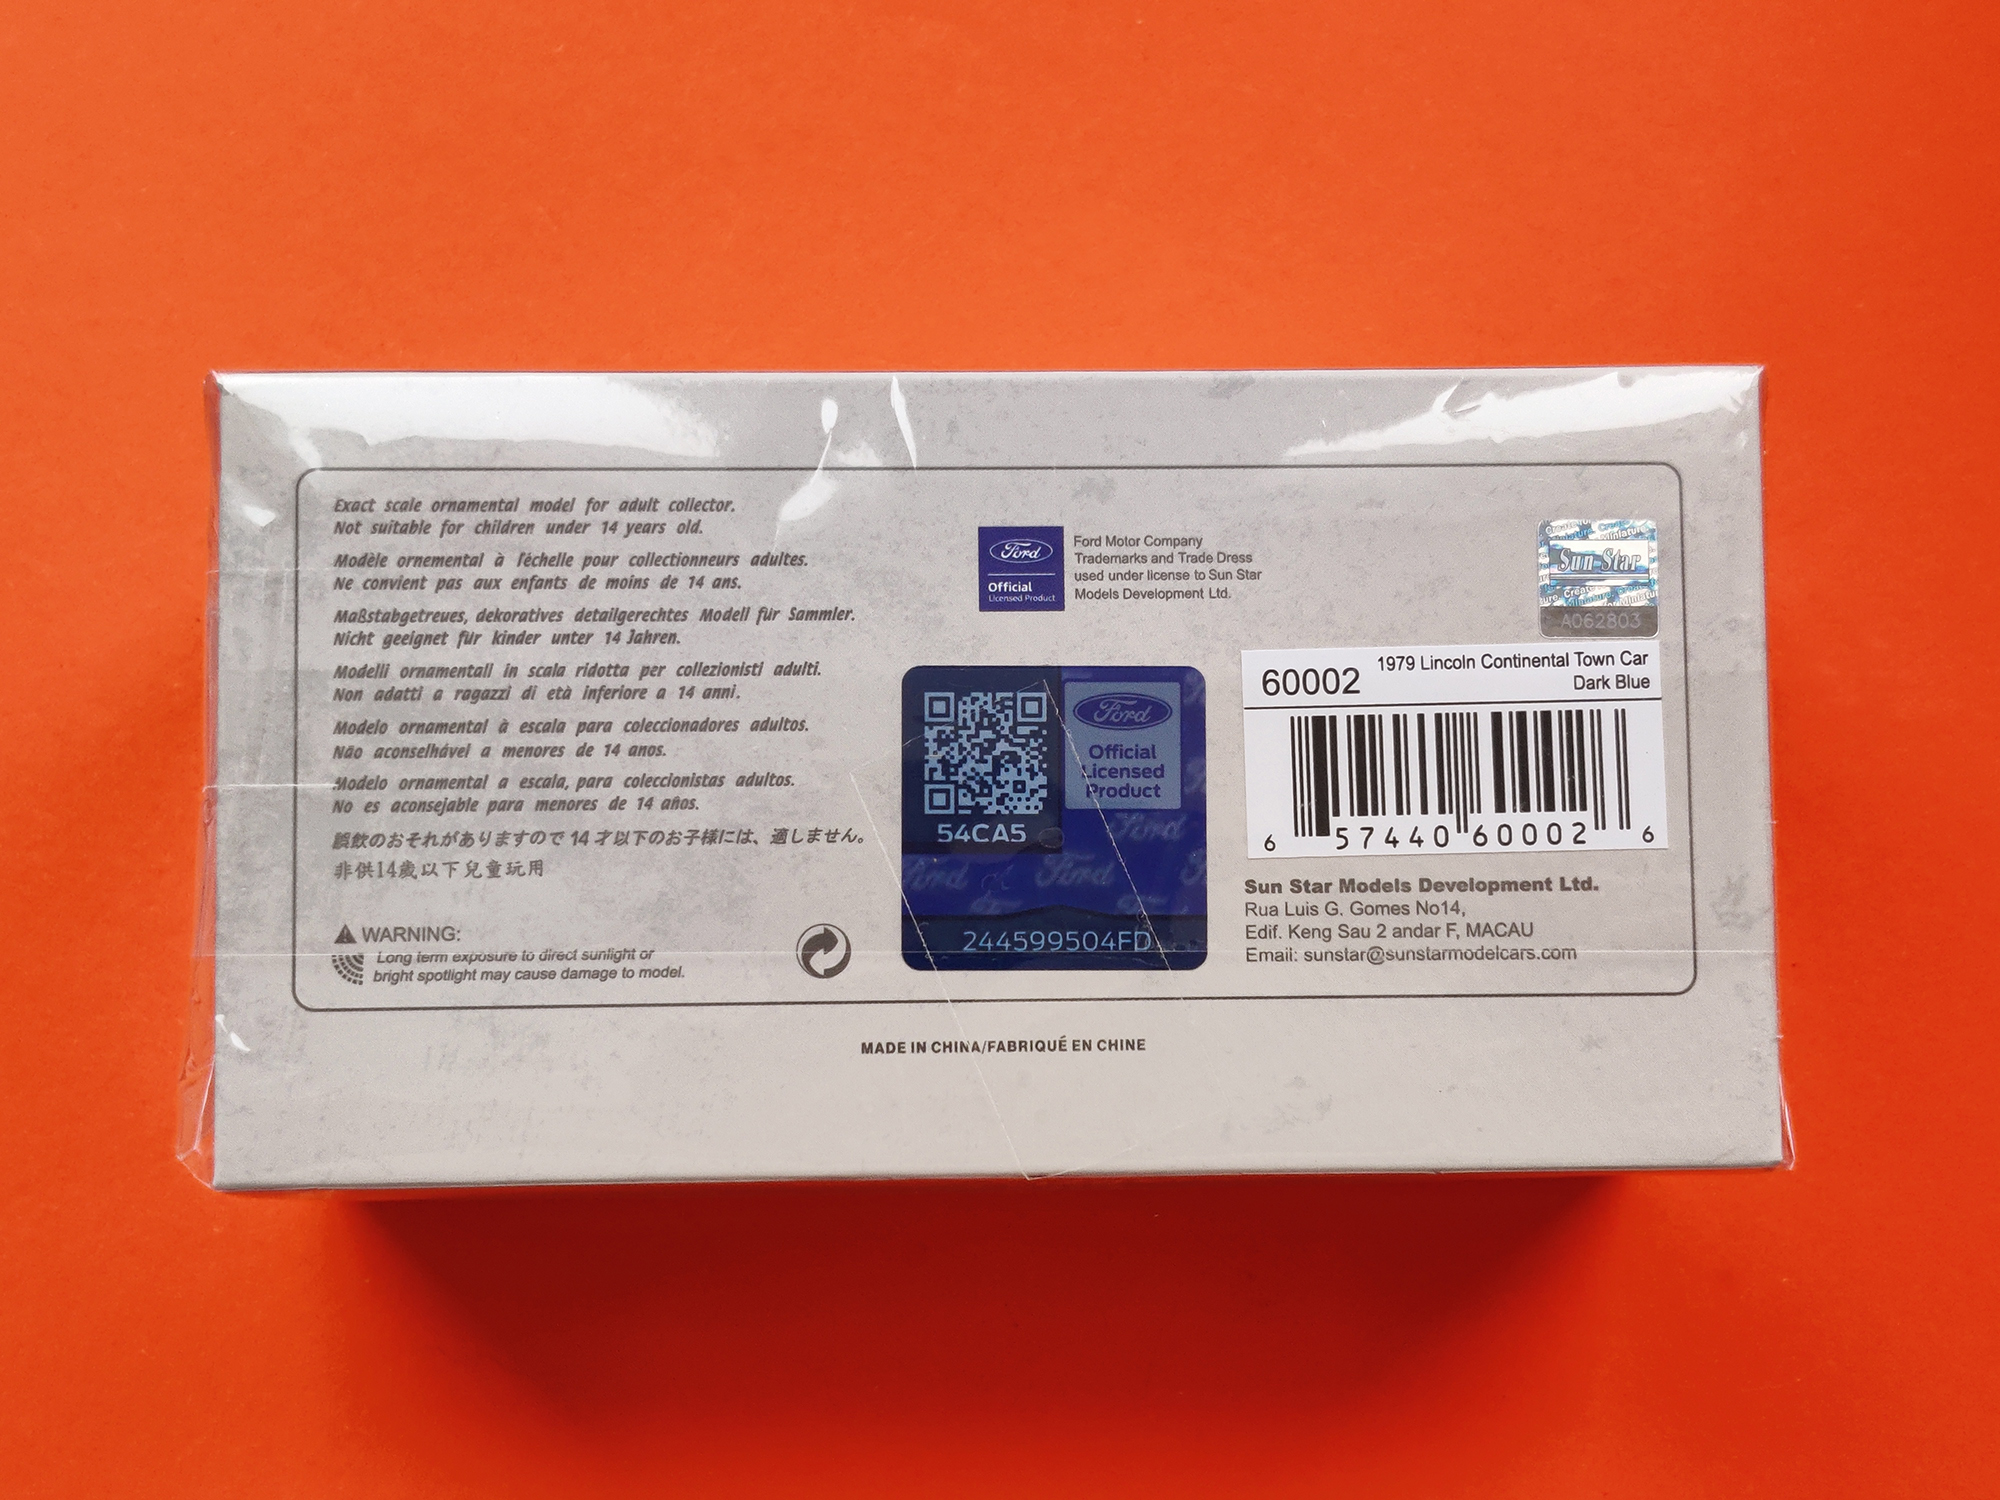 Exact scale ornamental model for adult collector.
Not suitable for children under 14 years old.
Modèle ornemental à l'échelle pour collectionneurs adultes.
Ne convient pas aux enfants de moins de 14 ans.
Maßstabgetreues, dekoratives detailgerechtes Modell für Sammler.
Nicht geeignet für kinder unter 14 Jahren.
Modelli ornamentali in scala ridotta per collezionisti adulti.
Non adatti a ragazzi di età inferiore a 14 anni.
Modelo ornamental à escala para coleccionadores adultos.
Não aconselhável a menores de 14 anos.
Modelo ornamental a escala, para coleccionistas adultos.
No es aconsejable para menores de 14 años.
誤飲のおそれがありますので 14 才以下のお子様には、適しません。
非供14歲以下兒童玩用
WARNING:
Long term exposure to direct sunlight or
bright spotlight may cause damage to model.
Ford
Official
Licensed Product
Ford Motor Company
Trademarks and Trade Dress
used under license to Sun Star
Models Development Ltd.
54CA5
Ford
Official
Licensed
Product
Ford
Ford Ford
244599504FD
Sun Star
A062803
60002
1979 Lincoln Continental Town Car
Dark Blue
6 57440 60002 6
Sun Star Models Development Ltd.
Rua Luis G. Gomes No14,
Edif. Keng Sau 2 andar F, MACAU
Email: sunstar@sunstarmodelcars.com
MADE IN CHINA/FABRIQUÉ EN CHINE